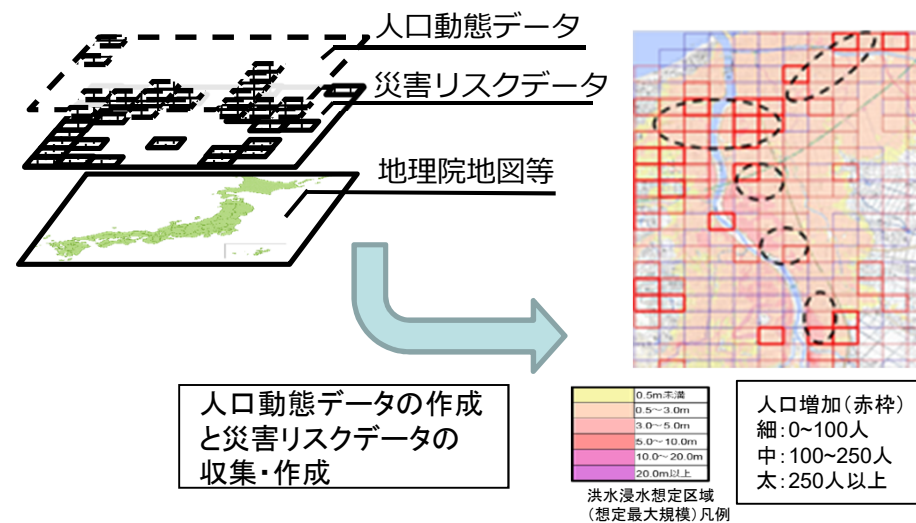 人口動態データ
災害リスクデータ
地理院地図等
人口動態データの作成
と災害リスクデータの
収集・作成
0.5m未満
0.5～3.0m
3.0～5.0m
5.0～10.0m
10.0～20.0m
20.0m以上
洪水浸水想定区域
（想定最大規模）凡例
人口増加（赤枠）
細：0~100人
中：100~250人
太：250人以上